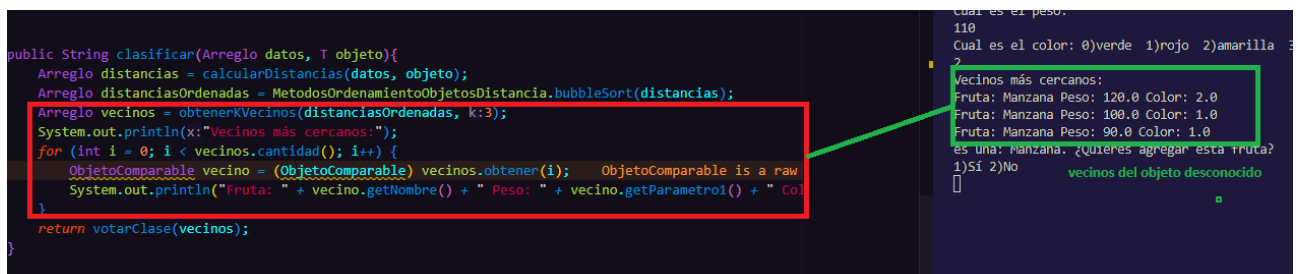 public String clasificar(Arreglo datos, T objeto){
Arreglo distancias = calcularDistancias(datos, objeto);
Arreglo distanciasOrdenadas = MetodosOrdenamientoObjetosDistancia.bubbleSort(distancias);
Arreglo vecinos = obtenerKVecinos(distanciasOrdenadas, k:3);
System.out.println(x:"Vecinos más cercanos:");
for (int i = 0; i < vecinos.cantidad(); i++) {
ObjetoComparable vecino = (ObjetoComparable) vecinos.obtener(i);    ObjetoComparable is a raw
System.out.println("Fruta: " + vecino.getNombre() + " Peso: " + vecino.getParametro1() + " Col
}
return votarClase(vecinos);
}
Cual es el peso:
110
Cual es el color: 0)verde 1)rojo 2)amarilla 3
2
Vecinos más cercanos:
Fruta: Manzana Peso: 120.0 Color: 2.0
Fruta: Manzana Peso: 100.0 Color: 1.0
Fruta: Manzana Peso: 90.0 Color: 1.0
es una: Manzana. ¿Quieres agregar esta fruta?
1)Sí 2)No
vecinos del objeto desconocido